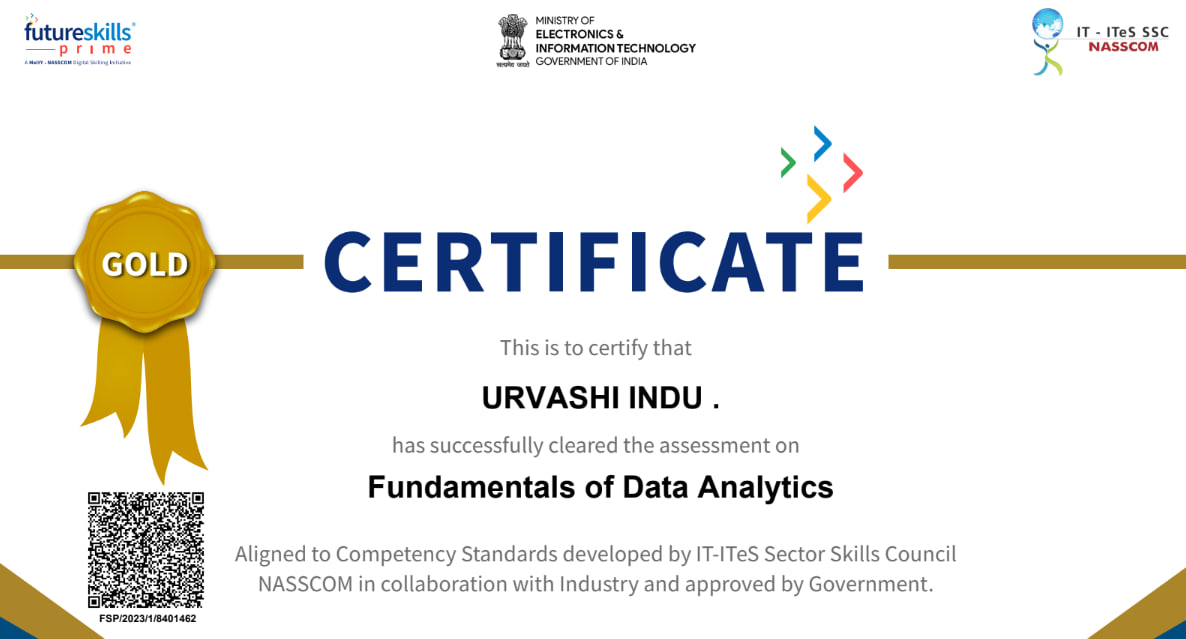 futureskills
prime
A MeitY - NASSCOM Digital Skilling Initiative
सत्यमेव जयते
MINISTRY OF
ELECTRONICS &
INFORMATION TECHNOLOGY
GOVERNMENT OF INDIA
IT - ITeS SSC
NASSCOM
GOLD
CERTIFICATE
This is to certify that
URVASHI INDU .
has successfully cleared the assessment on
Fundamentals of Data Analytics
Aligned to Competency Standards developed by IT-ITeS Sector Skills Council
NASSCOM in collaboration with Industry and approved by Government.
FSP/2023/1/8401462